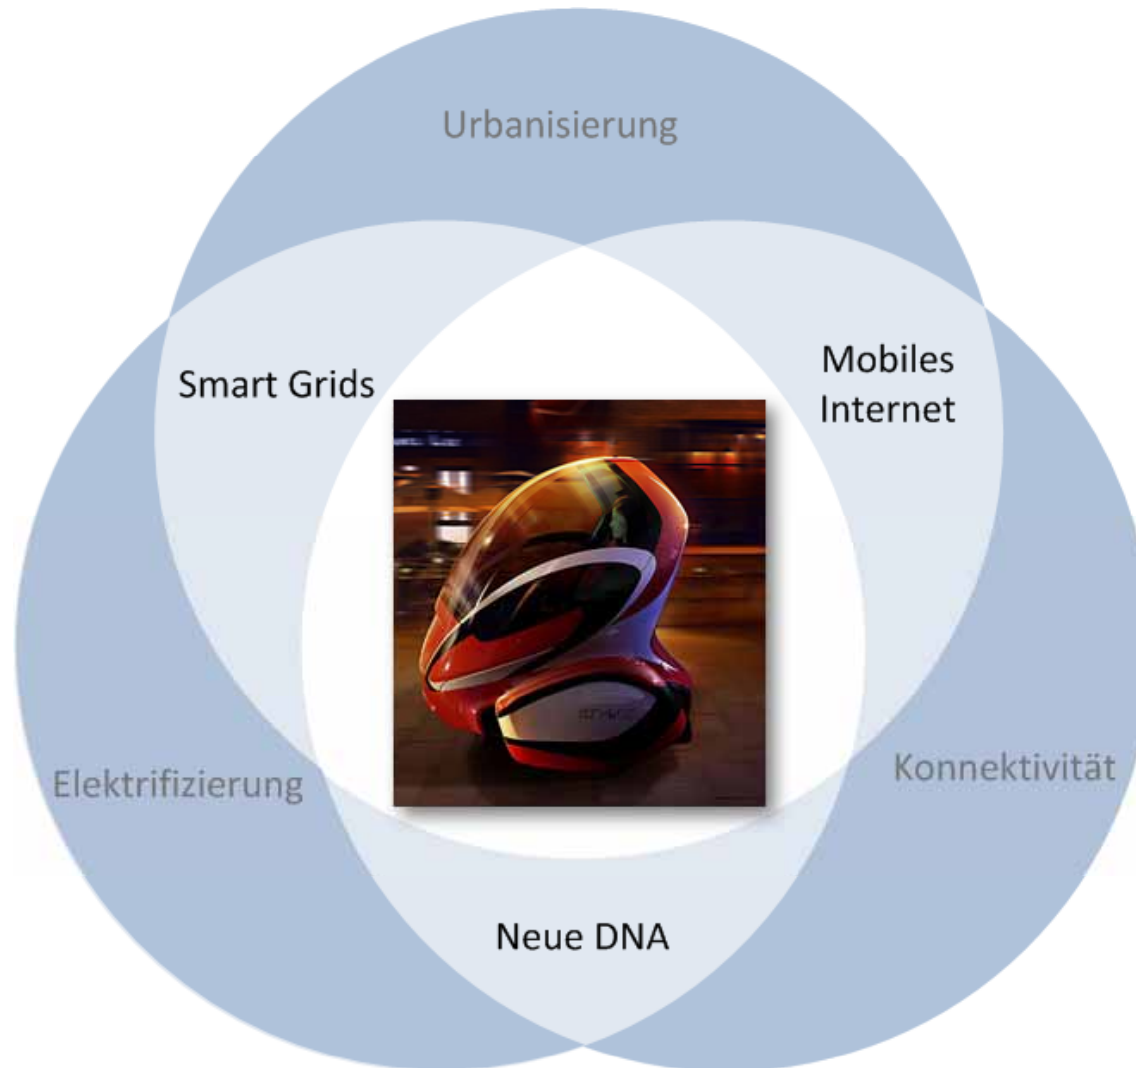 Urbanisierung
Smart Grids
Mobiles
Internet
Elektrifizierung
Konnektivität
Neue DNA